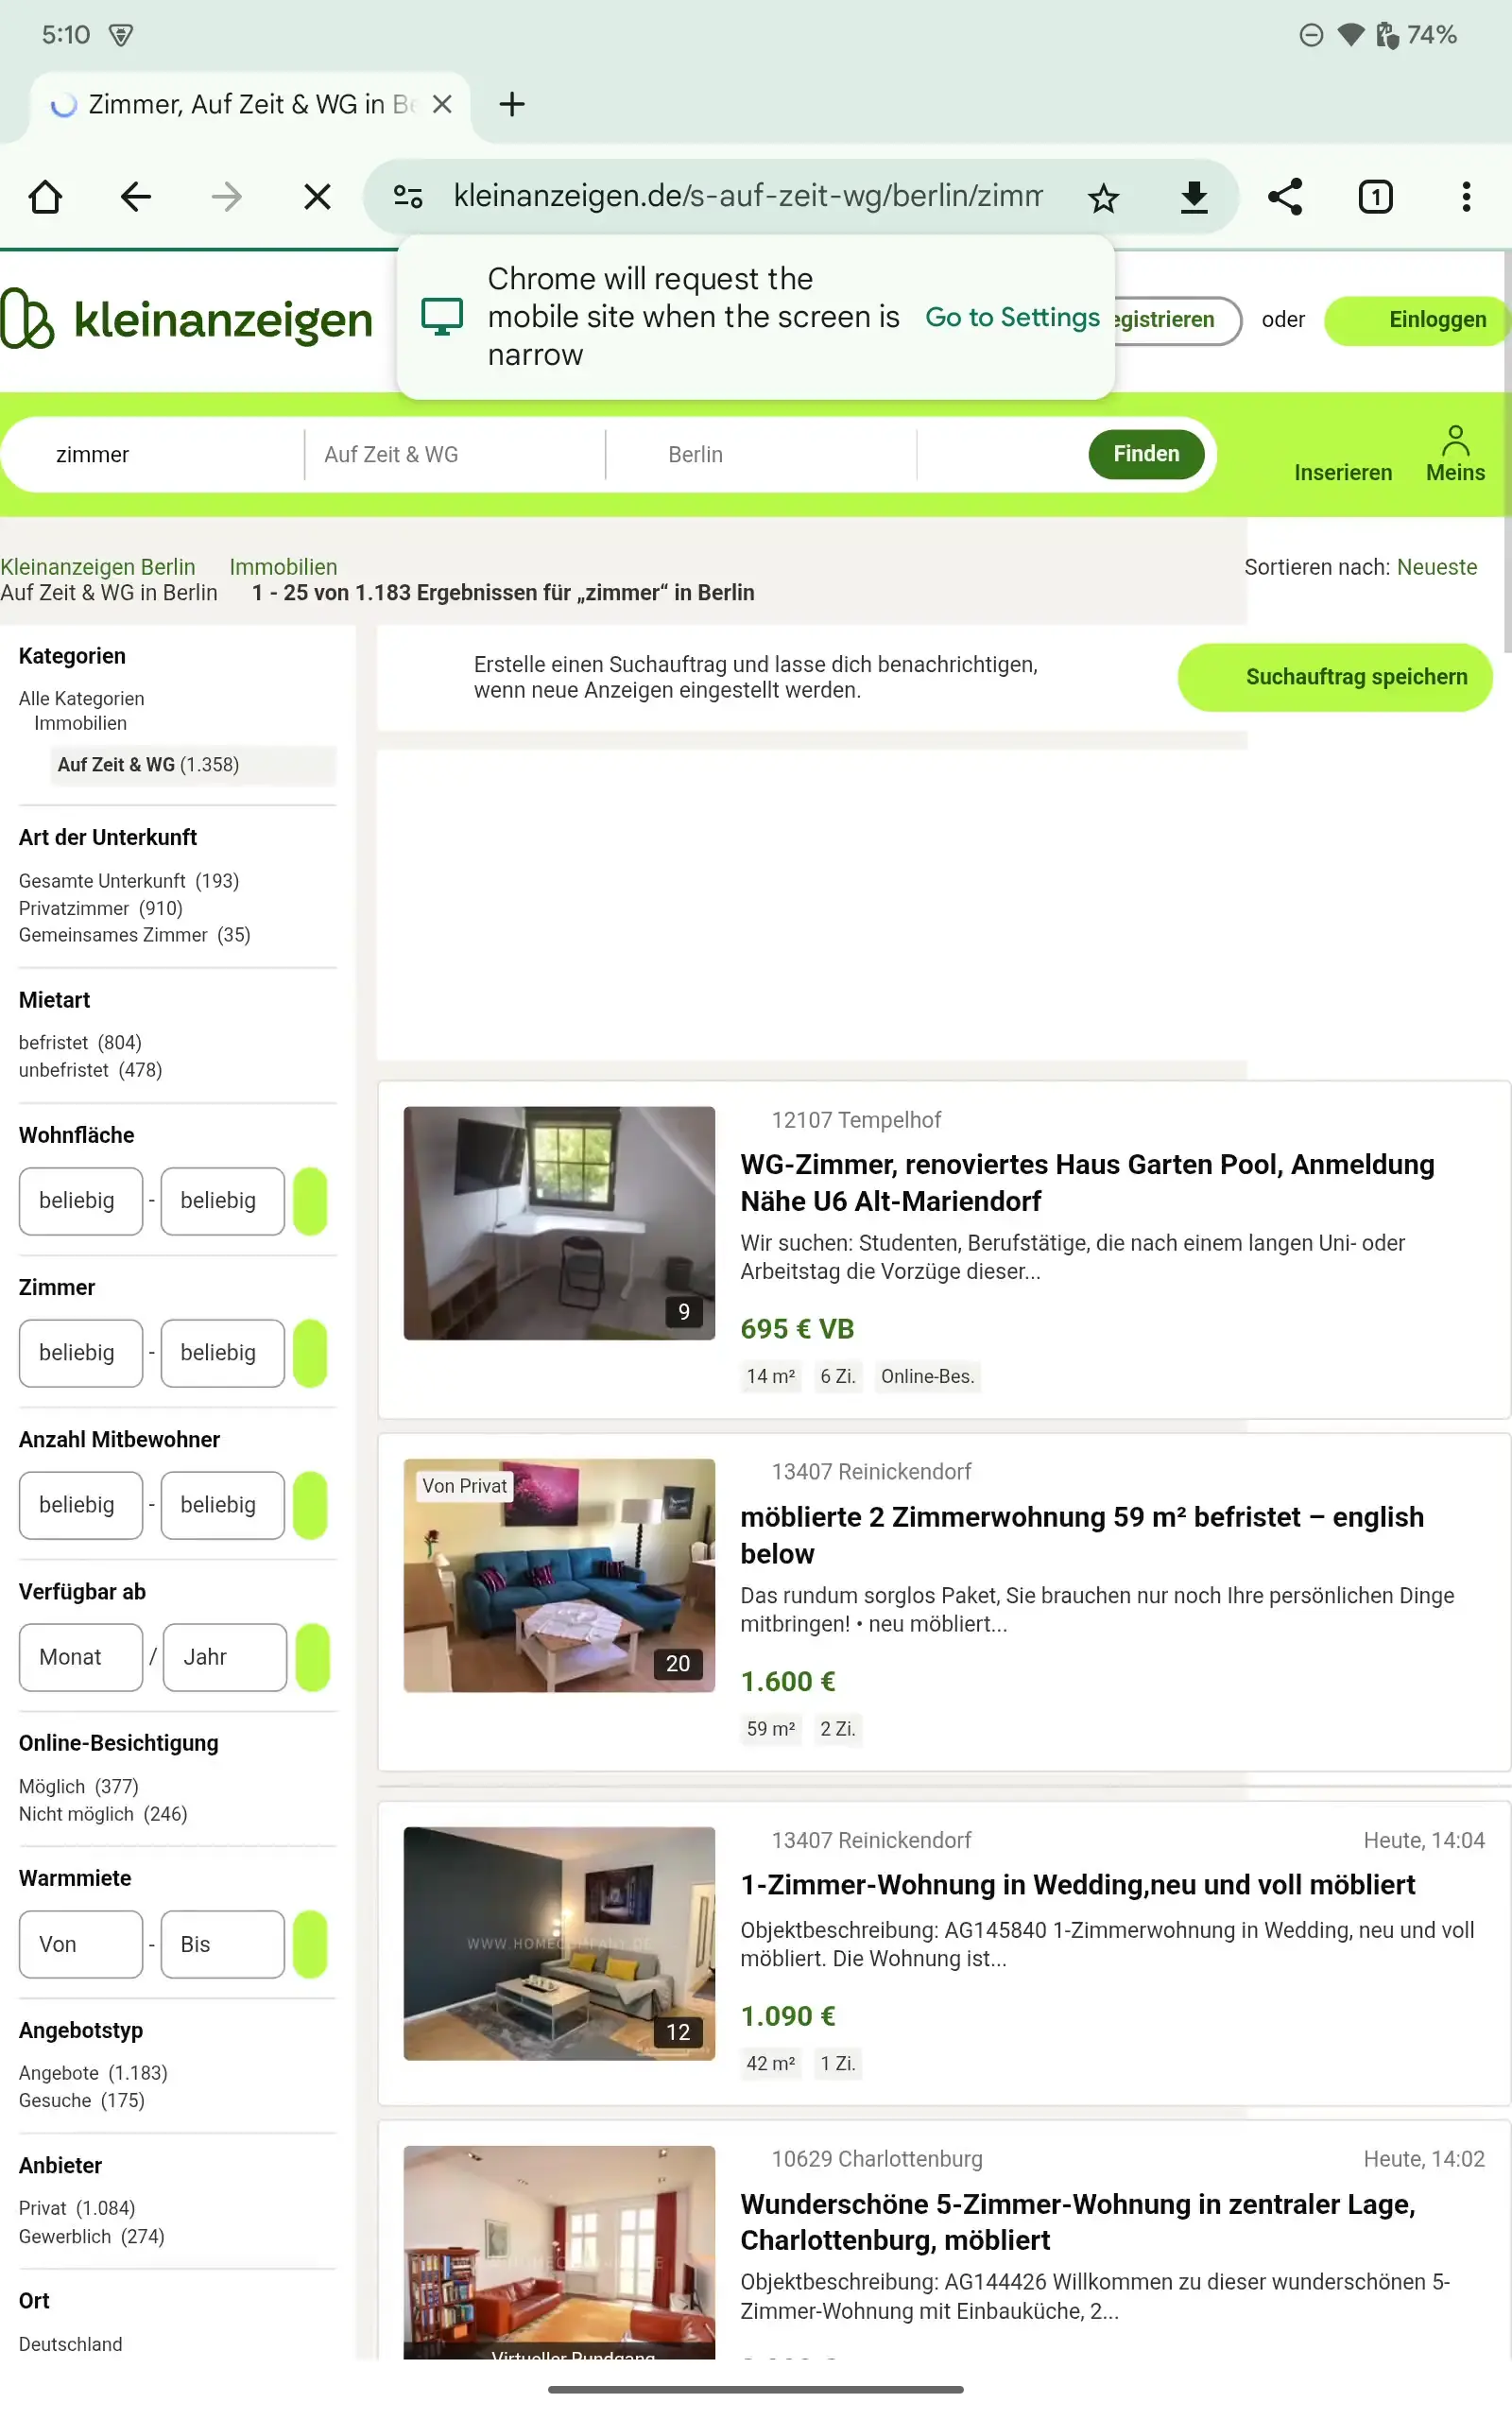 5:10
74%
Zimmer, Auf Zeit & WG in Be
kleinanzeigen.de/s-auf-zeit-wg/berlin/zimm
1
Chrome will request the
mobile site when the screen is
narrow
Go to Settings
kleinanzeigen
egistrieren
oder
Einloggen
zimmer
Auf Zeit & WG
Berlin
Finden
Inserieren
Meins
Kleinanzeigen Berlin
Immobilien
Sortieren nach: Neueste
Auf Zeit & WG in Berlin
1 - 25 von 1.183 Ergebnissen für „zimmer“ in Berlin
Kategorien
Alle Kategorien
Immobilien
Auf Zeit & WG (1.358)
Art der Unterkunft
Gesamte Unterkunft (193)
Privatzimmer (910)
Gemeinsames Zimmer (35)
Mietart
befristet (804)
unbefristet (478)
Wohnfläche
beliebig - beliebig
Zimmer
beliebig - beliebig
Anzahl Mitbewohner
beliebig - beliebig
Verfügbar ab
Monat / Jahr
Online-Besichtigung
Möglich (377)
Nicht möglich (246)
Warmmiete
Von - Bis
Angebotstyp
Angebote (1.183)
Gesuche (175)
Anbieter
Privat (1.084)
Gewerblich (274)
Ort
Deutschland
Erstelle einen Suchauftrag und lasse dich benachrichtigen,
wenn neue Anzeigen eingestellt werden.
Suchauftrag speichern
9
12107 Tempelhof
WG-Zimmer, renoviertes Haus Garten Pool, Anmeldung
Nähe U6 Alt-Mariendorf
Wir suchen: Studenten, Berufstätige, die nach einem langen Uni- oder
Arbeitstag die Vorzüge dieser...
695 € VB
14 m² 6 Zi. Online-Bes.
Von Privat
20
13407 Reinickendorf
möblierte 2 Zimmerwohnung 59 m² befristet – english
below
Das rundum sorglos Paket, Sie brauchen nur noch Ihre persönlichen Dinge
mitbringen! • neu möbliert...
1.600 €
59 m² 2 Zi.
WWW.HOMECOMPANY.DE
12
13407 Reinickendorf
Heute, 14:04
1-Zimmer-Wohnung in Wedding,neu und voll möbliert
Objektbeschreibung: AG145840 1-Zimmerwohnung in Wedding, neu und voll
möbliert. Die Wohnung ist...
1.090 €
42 m² 1 Zi.
Virtueller Rundgang
10629 Charlottenburg
Heute, 14:02
Wunderschöne 5-Zimmer-Wohnung in zentraler Lage,
Charlottenburg, möbliert
Objektbeschreibung: AG144426 Willkommen zu dieser wunderschönen 5-
Zimmer-Wohnung mit Einbauküche, 2...